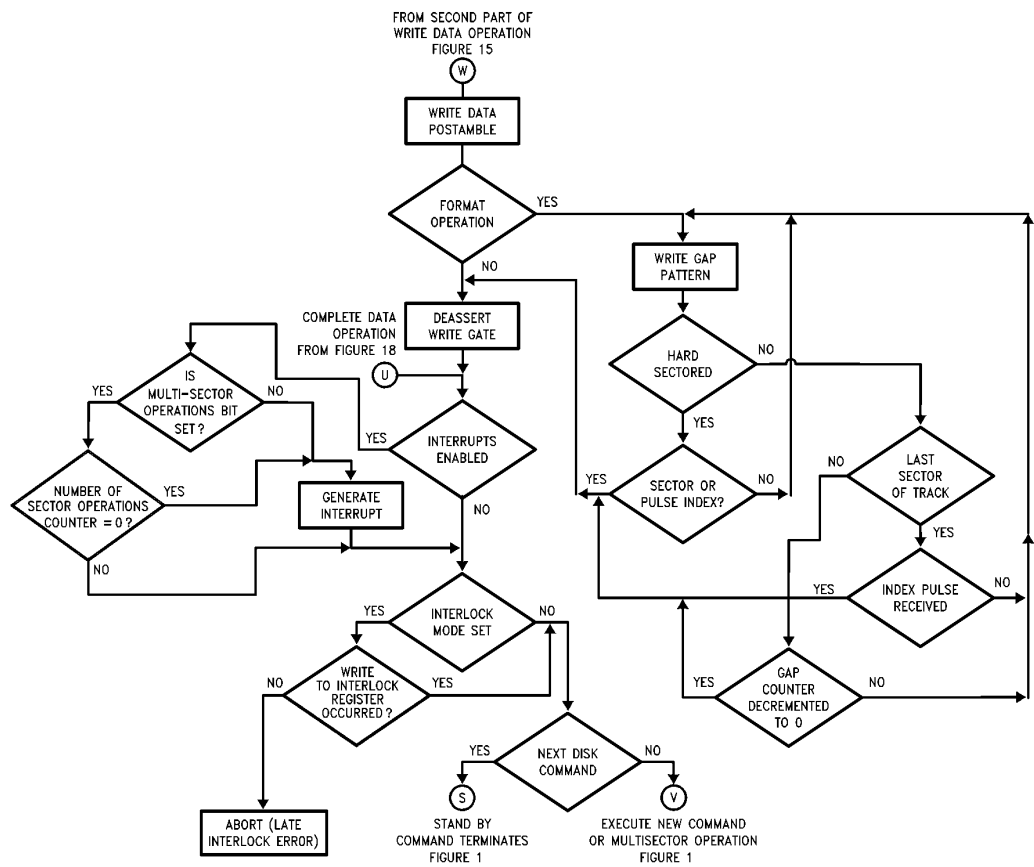 FROM SECOND PART OF
WRITE DATA OPERATION
FIGURE 15
W
WRITE DATA
POSTAMBLE
FORMAT
OPERATION
YES
NO
WRITE GAP
PATTERN
COMPLETE DATA
OPERATION
FROM FIGURE 18
U
DEASSERT
WRITE GATE
HARD
SECTORED
NO
YES
IS
MULTI-SECTOR
OPERATIONS BIT
SET?
YES
NO
INTERRUPTS
ENABLED
YES
NO
SECTOR OR
PULSE INDEX?
YES
NO
LAST
SECTOR
OF TRACK
NO
YES
NUMBER OF
SECTOR OPERATIONS
COUNTER = 0?
YES
NO
GENERATE
INTERRUPT
INDEX PULSE
RECEIVED
YES
NO
INTERLOCK
MODE SET
YES
NO
WRITE
TO INTERLOCK
REGISTER
OCCURRED?
NO
YES
GAP
COUNTER
DECREMENTED
TO 0
YES
NO
NEXT DISK
COMMAND
YES
NO
S
V
ABORT (LATE
INTERLOCK ERROR)
STAND BY
COMMAND TERMINATES
FIGURE 1
EXECUTE NEW COMMAND
OR MULTISECTOR OPERATION
FIGURE 1